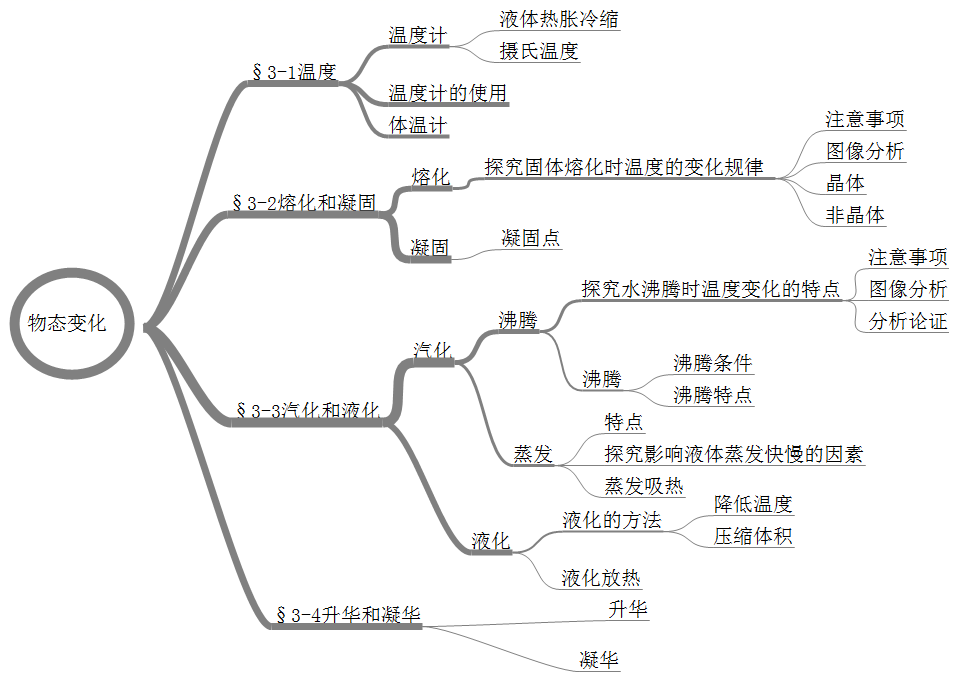 物态变化
§3-1温度
温度计
液体热胀冷缩
摄氏温度
温度计的使用
体温计
§3-2熔化和凝固
熔化
探究固体熔化时温度的变化规律
注意事项
图像分析
晶体
非晶体
凝固
凝固点
§3-3汽化和液化
汽化
沸腾
探究水沸腾时温度变化的特点
注意事项
图像分析
分析论证
沸腾
沸腾条件
沸腾特点
蒸发
特点
探究影响液体蒸发快慢的因素
蒸发吸热
液化
液化的方法
降低温度
压缩体积
液化放热
§3-4升华和凝华
升华
凝华